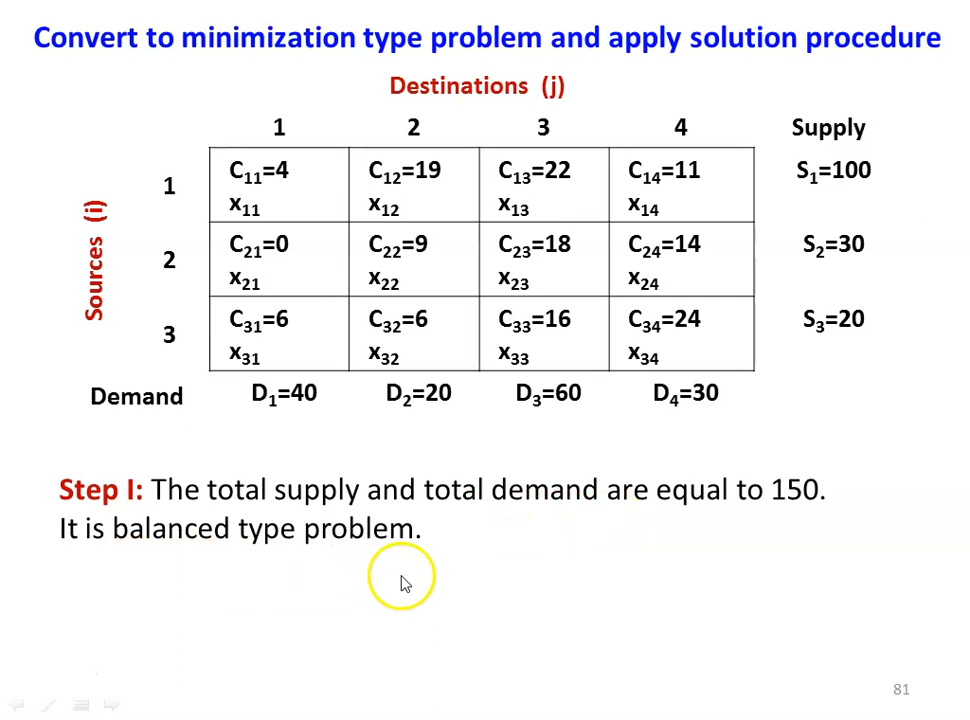 Convert to minimization type problem and apply solution procedure
Destinations (j)
1 2 3 4 Supply
Sources (i)
1 C₁₁=4 C₁₂=19 C₁₃=22 C₁₄=11 S₁=100
x₁₁ x₁₂ x₁₃ x₁₄
2 C₂₁=0 C₂₂=9 C₂₃=18 C₂₄=14 S₂=30
x₂₁ x₂₂ x₂₃ x₂₄
3 C₃₁=6 C₃₂=6 C₃₃=16 C₃₄=24 S₃=20
x₃₁ x₃₂ x₃₃ x₃₄
Demand D₁=40 D₂=20 D₃=60 D₄=30
Step I: The total supply and total demand are equal to 150.
It is balanced type problem.
81